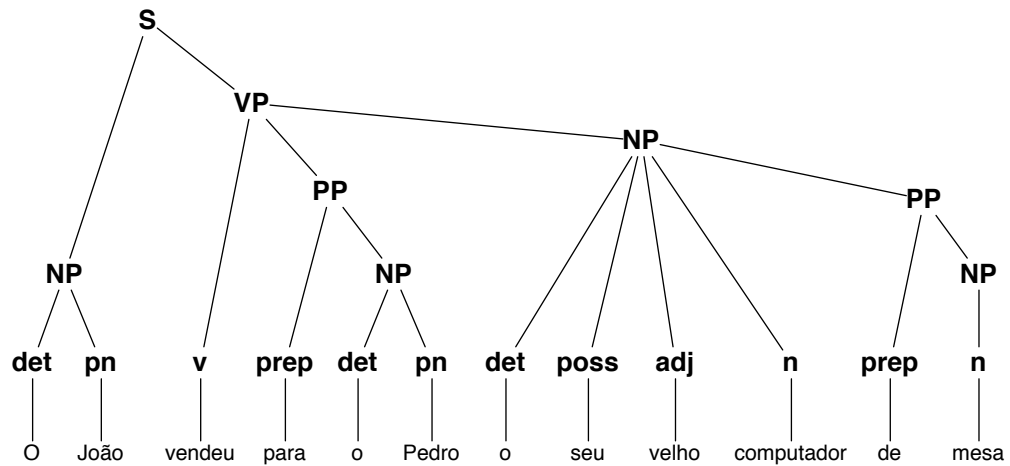 S
VP
NP
PP
PP
NP
NP
NP
det pn v prep det pn det poss adj n prep n
O João vendeu para o Pedro o seu velho computador de mesa